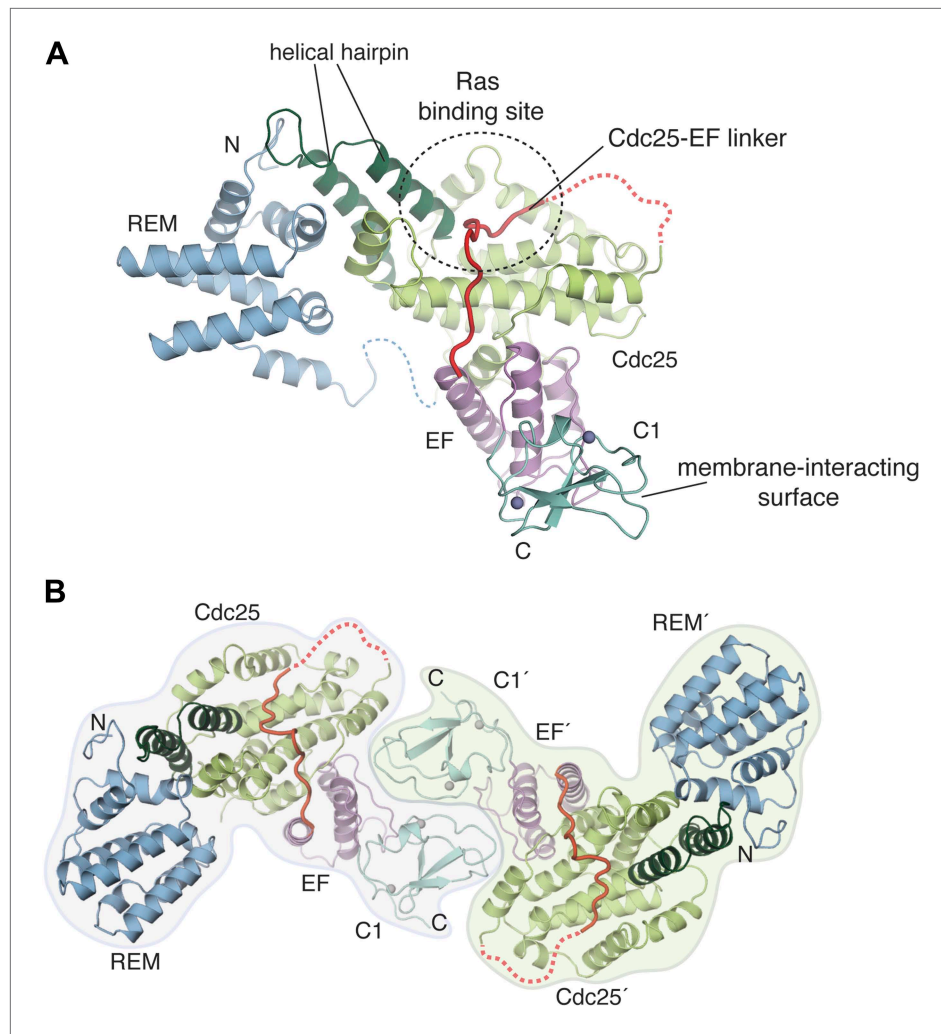 A
helical hairpin
Ras
binding site
N
Cdc25-EF linker
REM
Cdc25
EF
C1
membrane-interacting
surface
C
B
Cdc25
REM´
C
C1´
N
EF´
N
EF
C1
C
REM
Cdc25´